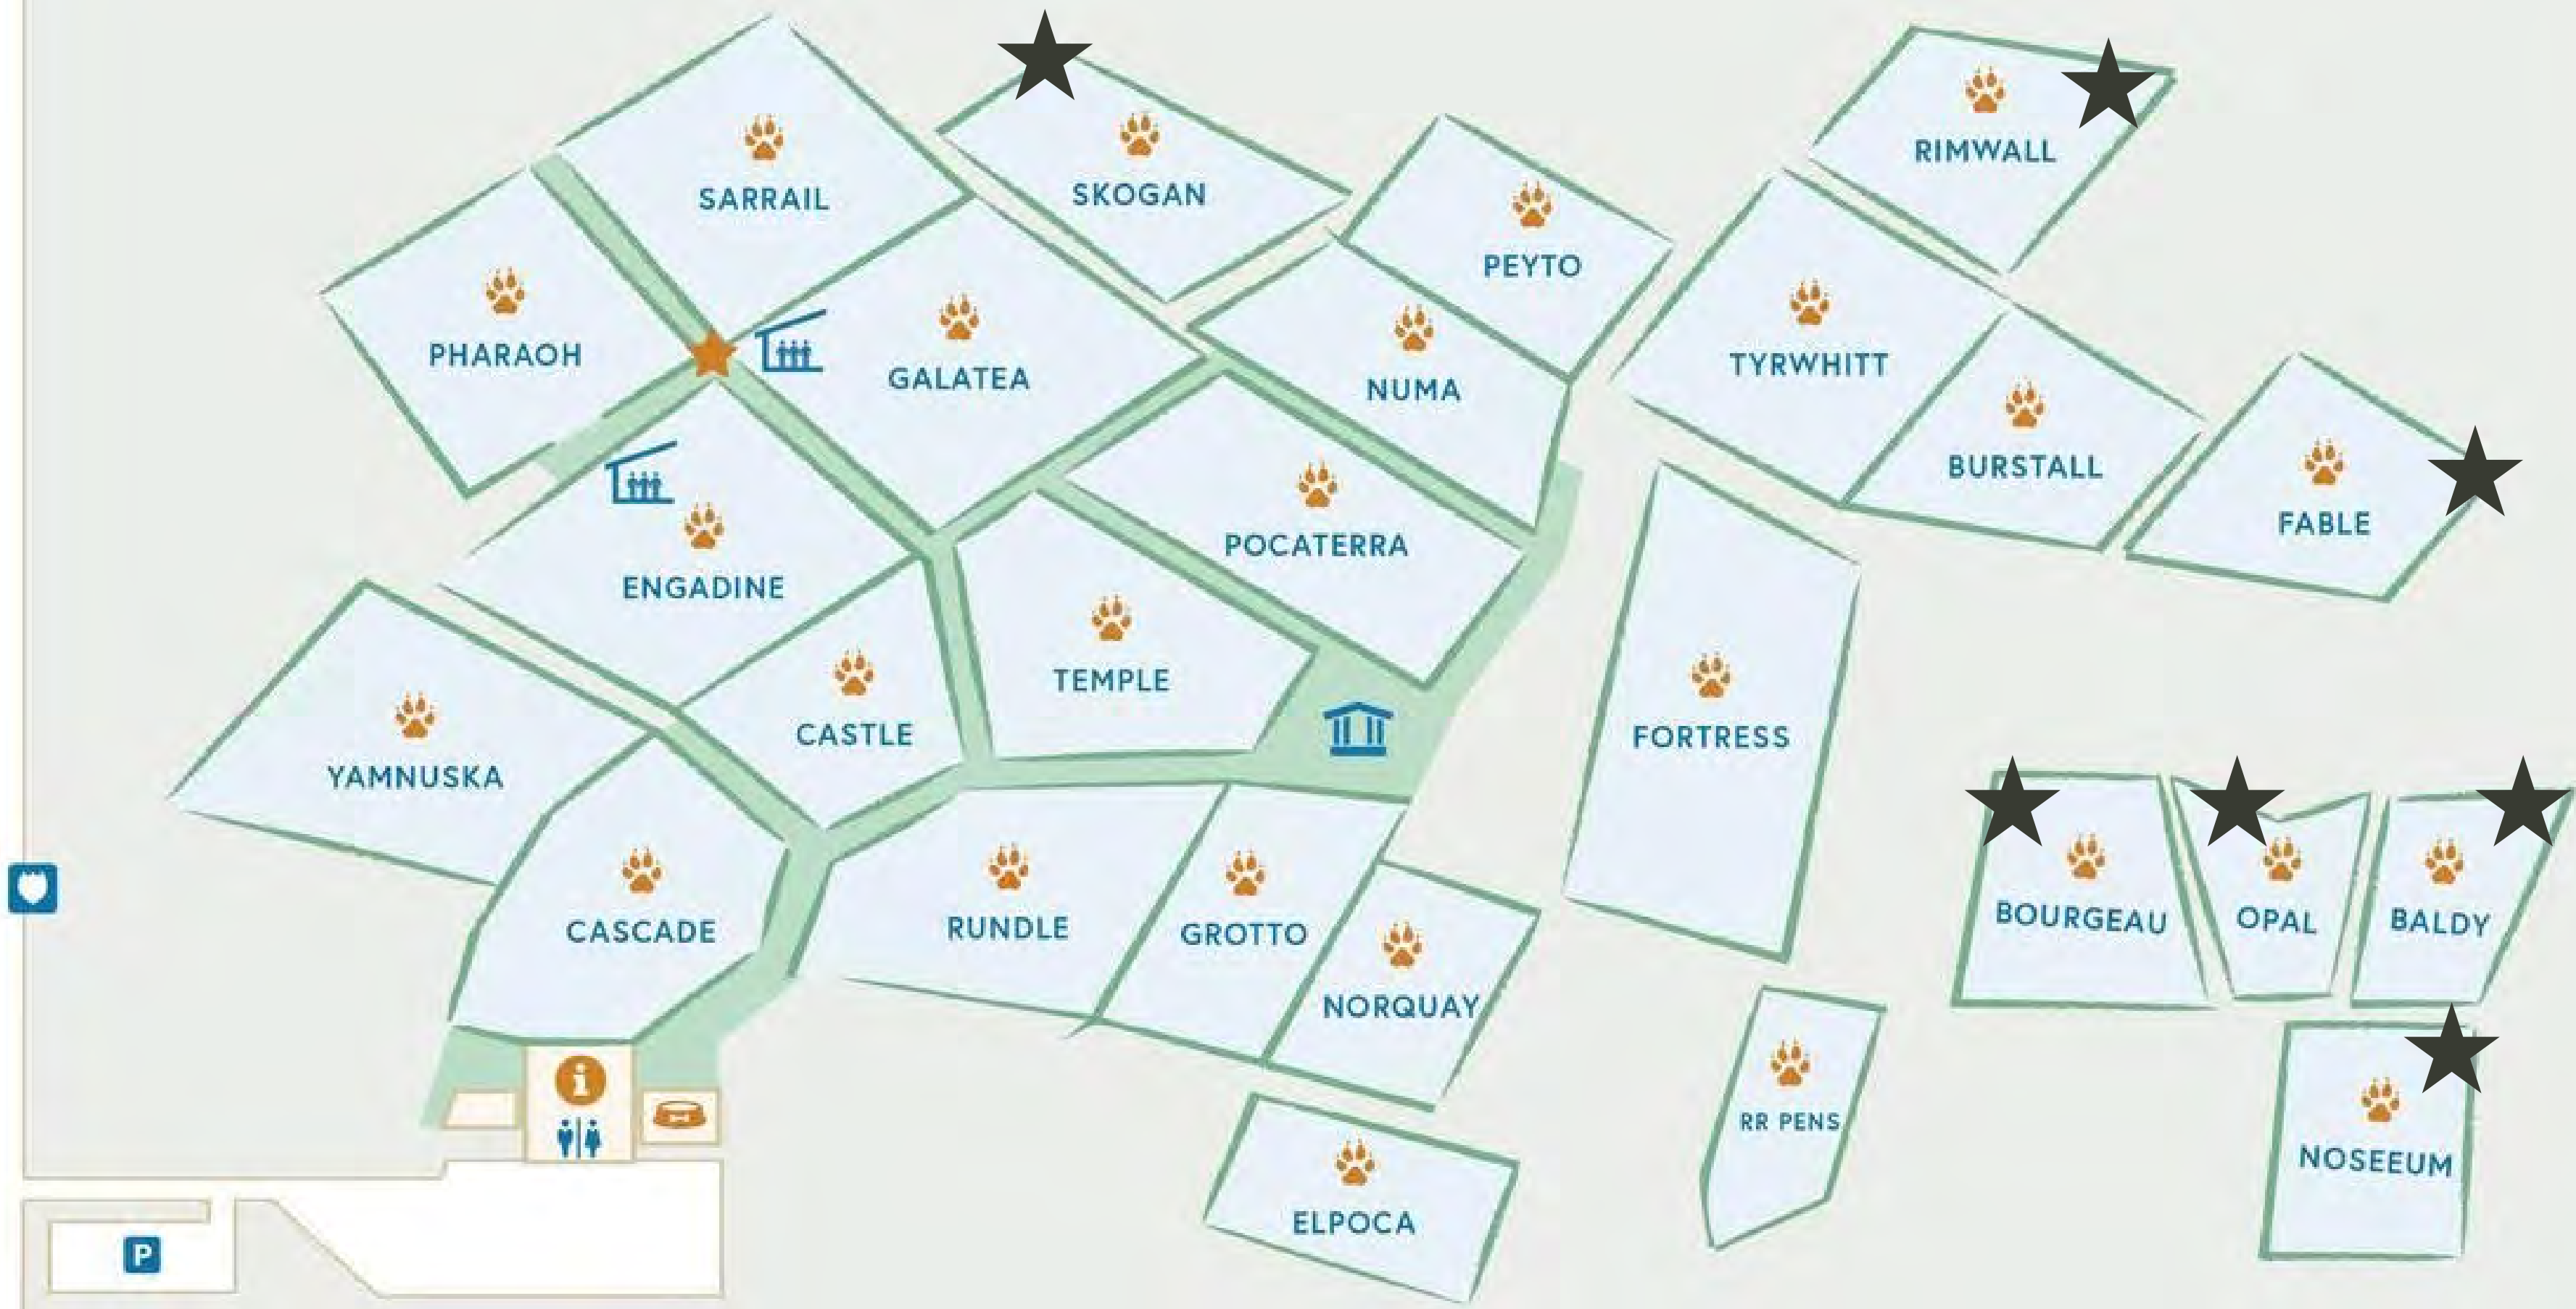 SARRAIL
SKOGAN
RIMWALL
PEYTO
PHARAOH
GALATEA
NUMA
TYRWHITT
BURSTALL
FABLE
ENGADINE
POCATERRA
TEMPLE
CASTLE
FORTRESS
YAMNUSKA
CASCADE
RUNDLE
GROTTO
NORQUAY
BOURGEAU
OPAL
BALDY
RR PENS
NOSEEUM
ELPOCA
i
P